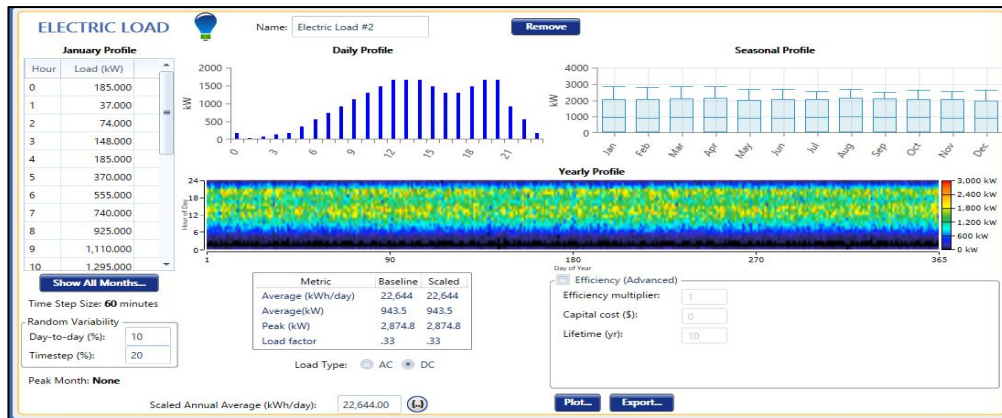 ELECTRIC LOAD
Name: Electric Load #2
Remove
January Profile
Hour Load (kW)
0 185.000
1 37.000
2 74.000
3 148.000
4 185.000
5 370.000
6 555.000
7 740.000
8 925.000
9 1,110.000
10 1,295.000
Show All Months...
Time Step Size: 60 minutes
Random Variability
Day-to-day (%): 10
Timestep (%): 20
Peak Month: None
Daily Profile
kW
2000
1500
1000
500
0
0 3 6 9 12 15 18 21
Seasonal Profile
kW
4000
3000
2000
1000
0
Jan Feb Mar Apr May Jun Jul Aug Sep Oct Nov Dec
Yearly Profile
Hour of Day
24
18
12
6
0
1 90 180 270 365
Day of Year
3,000 kW
2,400 kW
1,800 kW
1,200 kW
600 kW
0 kW
Metric Baseline Scaled
Average (kWh/day) 22,644 22,644
Average(kW) 943.5 943.5
Peak (kW) 2,874.8 2,874.8
Load factor .33 .33
Load Type: AC DC
Efficiency (Advanced)
Efficiency multiplier: 1
Capital cost ($): 0
Lifetime (yr): 10
Scaled Annual Average (kWh/day): 22,644.00 {..}
Plot... Export...